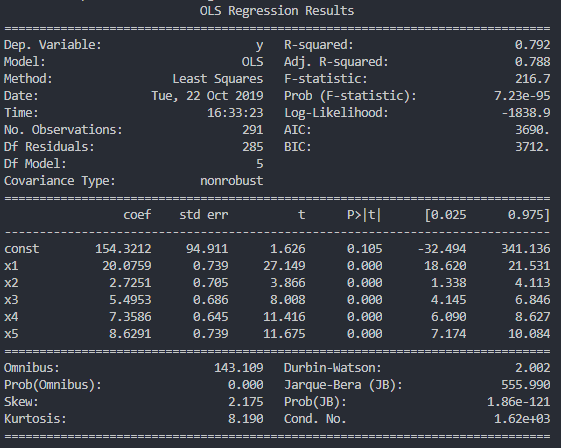 OLS Regression Results
==============================================================================
Dep. Variable:                      y   R-squared:                       0.792
Model:                            OLS   Adj. R-squared:                  0.788
Method:                 Least Squares   F-statistic:                     216.7
Date:                Tue, 22 Oct 2019   Prob (F-statistic):           7.23e-95
Time:                        16:33:23   Log-Likelihood:                -1838.9
No. Observations:                 291   AIC:                             3690.
Df Residuals:                     285   BIC:                             3712.
Df Model:                           5
Covariance Type:            nonrobust
==============================================================================
                 coef    std err          t      P>|t|      [0.025      0.975]
------------------------------------------------------------------------------
const        154.3212     94.911      1.626      0.105     -32.494     341.136
x1            20.0759      0.739     27.149      0.000      18.620      21.531
x2             2.7251      0.705      3.866      0.000       1.338       4.113
x3             5.4953      0.686      8.008      0.000       4.145       6.846
x4             7.3586      0.645     11.416      0.000       6.090       8.627
x5             8.6291      0.739     11.675      0.000       7.174      10.084
==============================================================================
Omnibus:                      143.109   Durbin-Watson:                   2.002
Prob(Omnibus):                  0.000   Jarque-Bera (JB):              555.990
Skew:                           2.175   Prob(JB):                    1.86e-121
Kurtosis:                       8.190   Cond. No.                     1.62e+03
==============================================================================